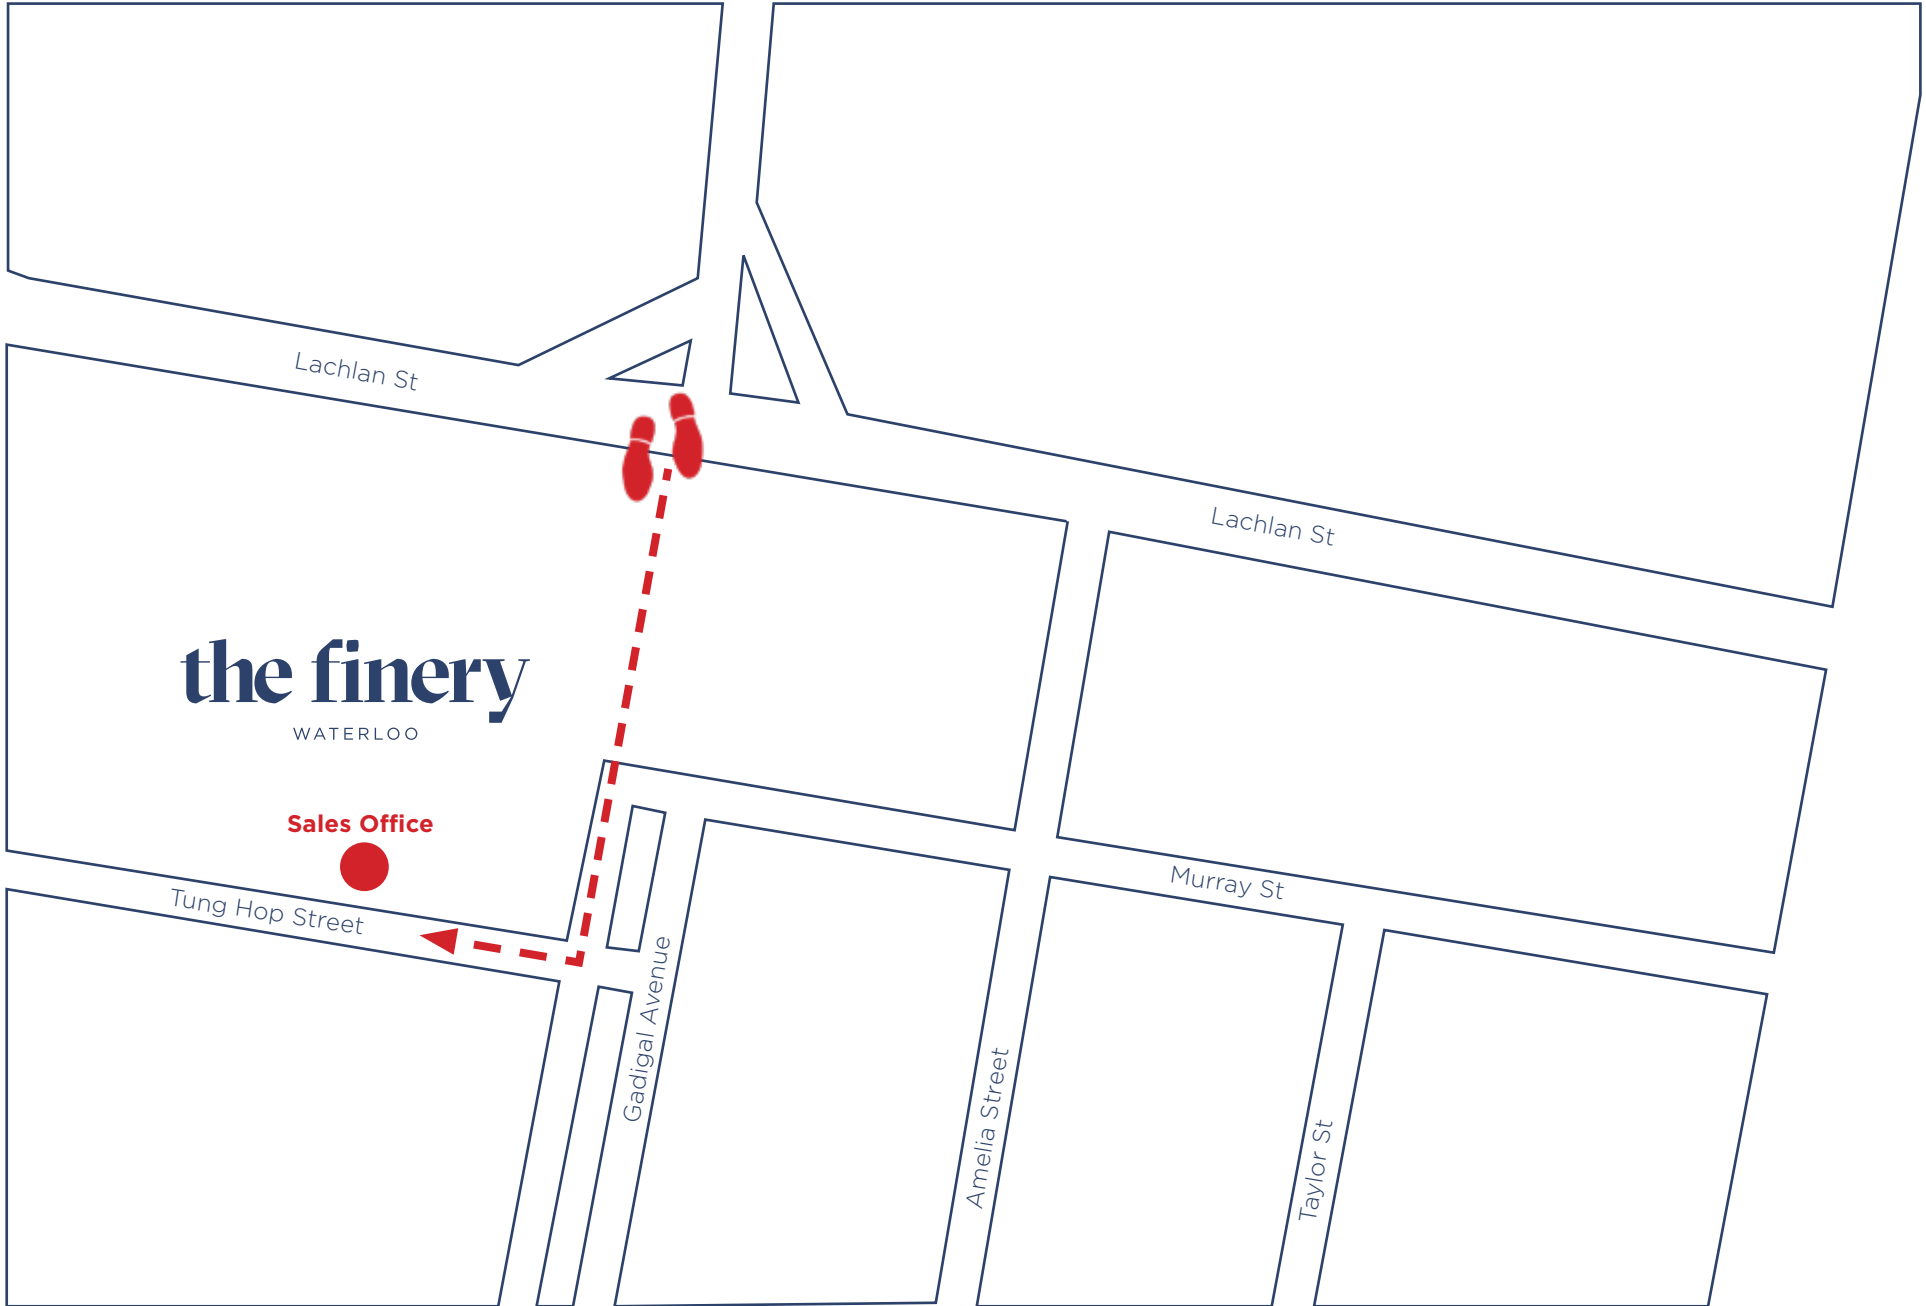 Lachlan St
Lachlan St
the finery
WATERLOO
Sales Office
Tung Hop Street
Murray St
Gadigal Avenue
Amelia Street
Taylor St